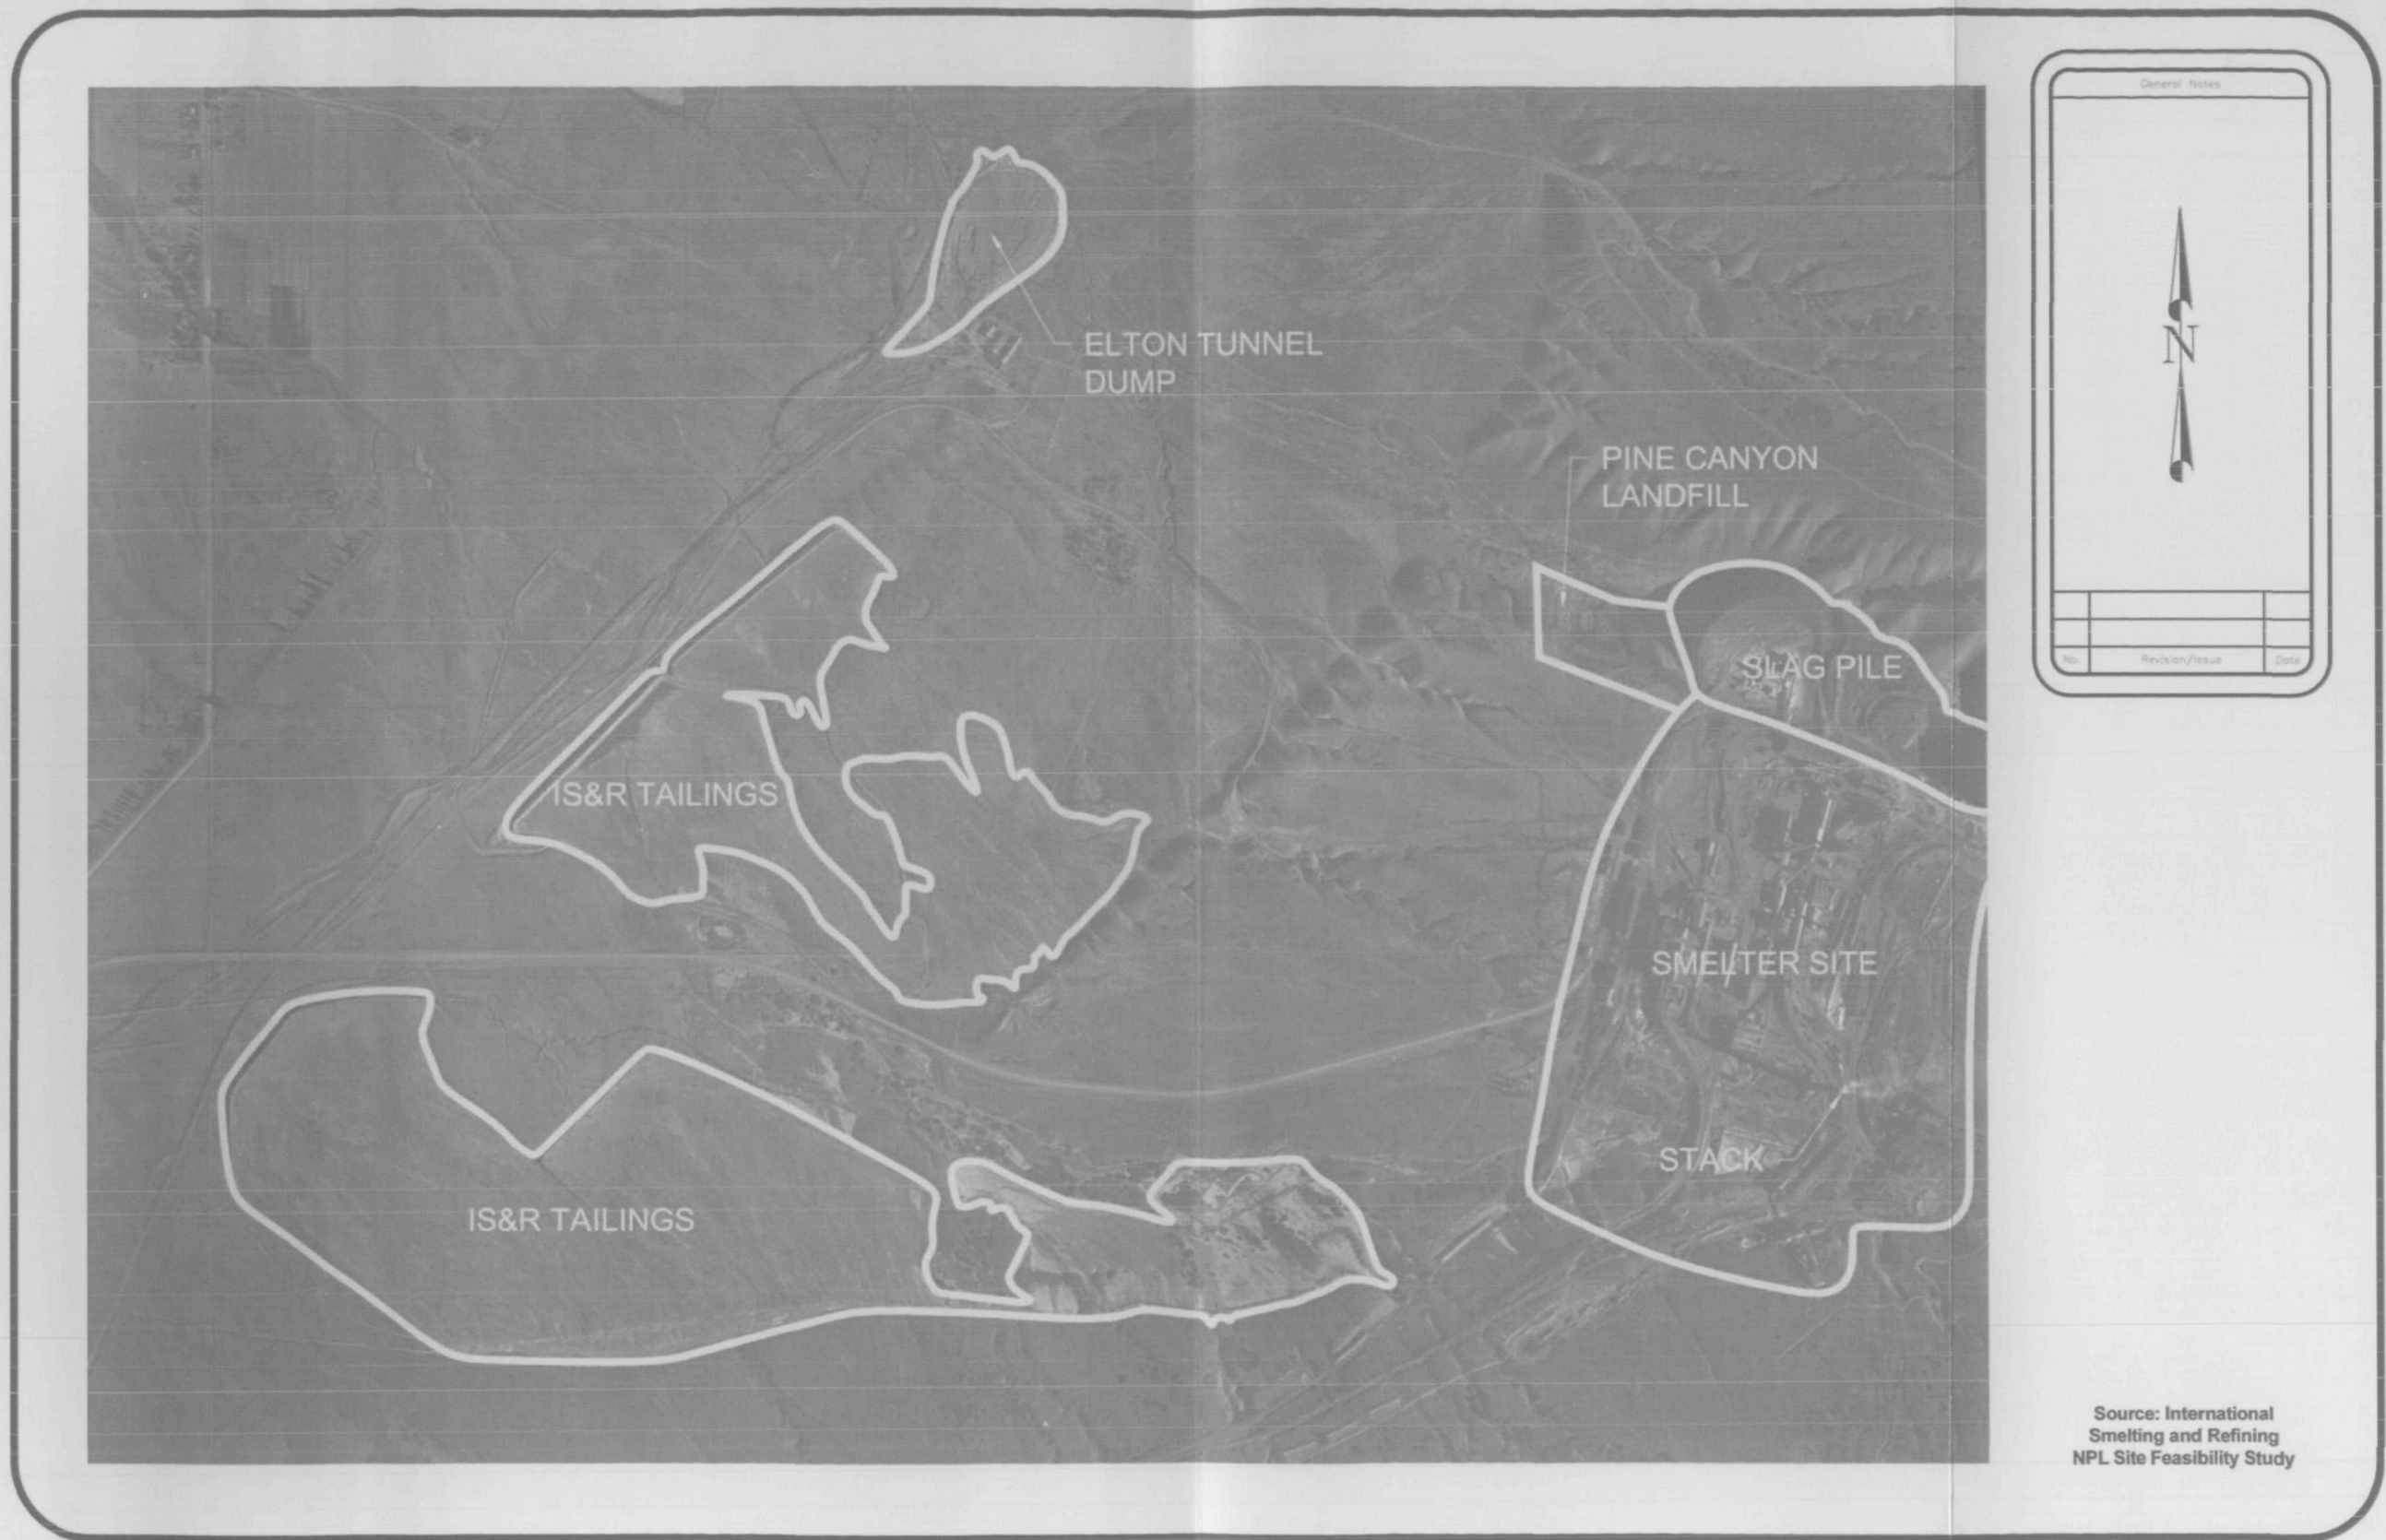 General Notes
N
No.
Revision/Issue
Date
ELTON TUNNEL
DUMP
PINE CANYON
LANDFILL
SLAG PILE
IS&R TAILINGS
SMELTER SITE
STACK
IS&R TAILINGS
Source: International
Smelting and Refining
NPL Site Feasibility Study